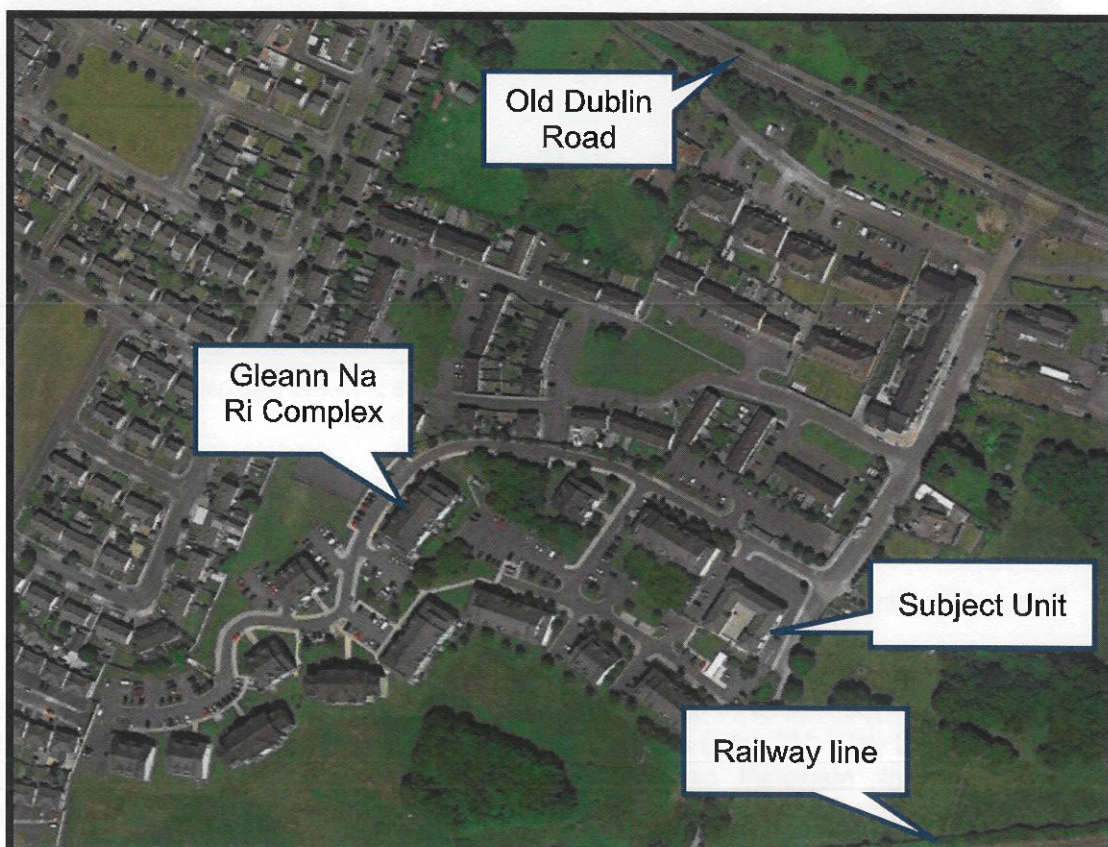 Old Dublin
Road
Gleann Na
Ri Complex
Subject Unit
Railway line